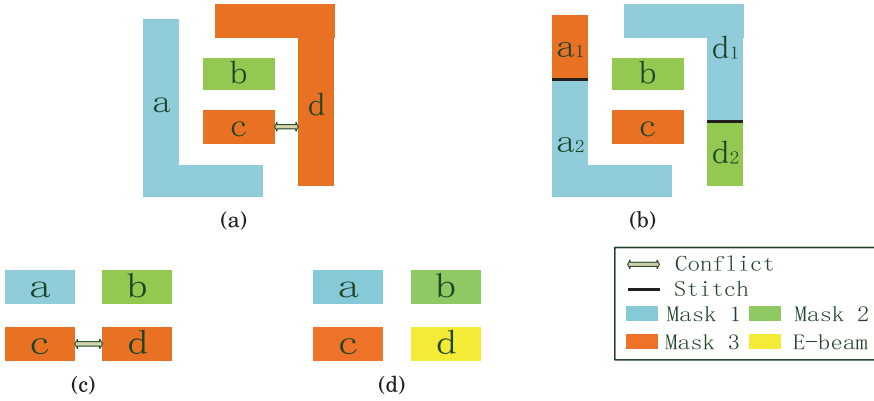 a
b
c
d
(a)
a1
a2
b
c
d1
d2
(b)
a b
c d
(c)
a b
c d
(d)
Conflict
Stitch
Mask 1 Mask 2
Mask 3 E-beam